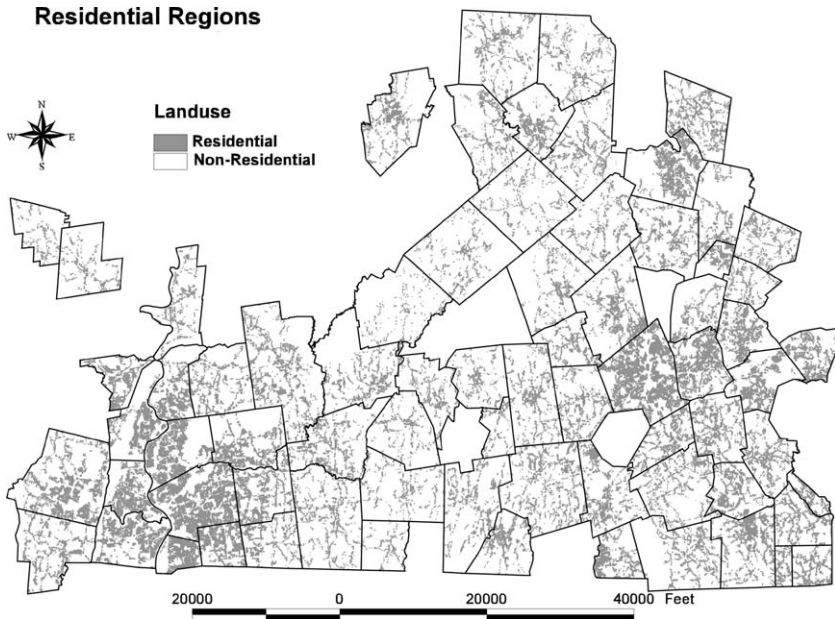 Residential Regions
N
W E
S
Landuse
Residential
Non-Residential
20000 0 20000 40000 Feet